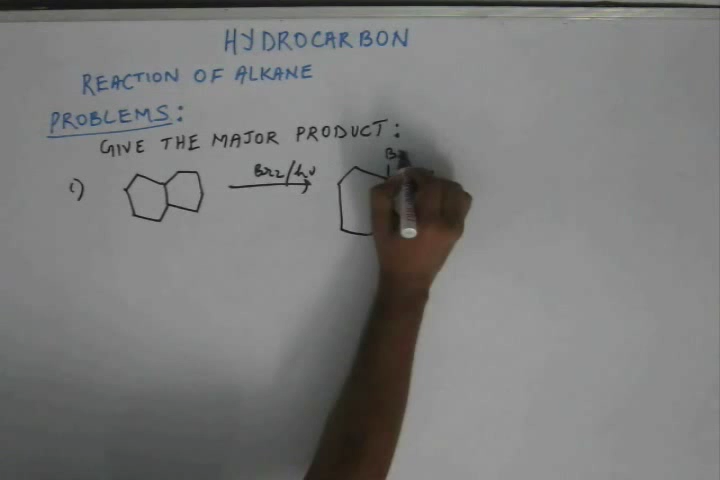 HYDROCARBON
REACTION OF ALKANE
PROBLEMS:
GIVE THE MAJOR PRODUCT:
1) Br2/hν
B